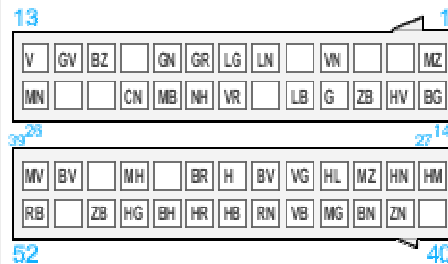 13 1
V GV BZ GN GR LG LN VN MZ
MN CN MB NH VR LB G ZB HV BG
39 26 27 14
MV BV MH BR H BV VG HL MZ HN HM
RB ZB HG BH HR HB RN VB MG BN ZN
52 40